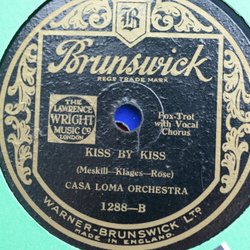 B
Brunswick
REGD TRADE MARK
THE
LAWRENCE
WRIGHT
MUSIC CO
LONDON
Fox-Trot
with Vocal
Chorus
KISS BY KISS
(Meskill—Klages—Rose)
CASA LOMA ORCHESTRA
1288—B
WARNER-BRUNSWICK LTD
MADE IN ENGLAND